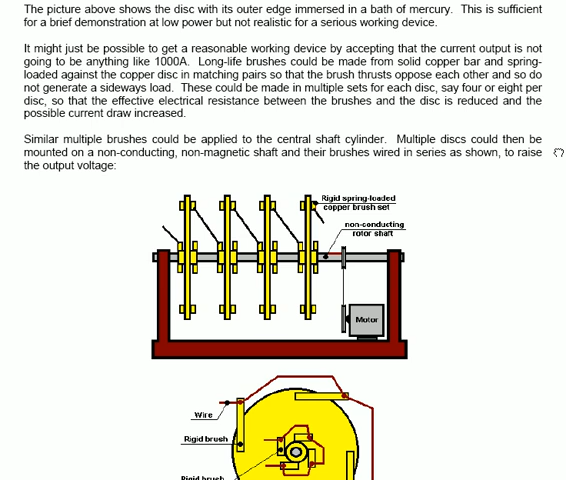 The picture above shows the disc with its outer edge immersed in a bath of mercury. This is sufficient
for a brief demonstration at low power but not realistic for a serious working device.
It might just be possible to get a reasonable working device by accepting that the current output is not
going to be anything like 1000A. Long-life brushes could be made from solid copper bar and spring-
loaded against the copper disc in matching pairs so that the brush thrusts oppose each other and so do
not generate a sideways load. These could be made in multiple sets for each disc, say four or eight per
disc, so that the effective electrical resistance between the brushes and the disc is reduced and the
possible current draw increased.
Similar multiple brushes could be applied to the central shaft cylinder. Multiple discs could then be
mounted on a non-conducting, non-magnetic shaft and their brushes wired in series as shown, to raise
the output voltage:
Rigid spring-loaded
copper brush set
non-conducting
rotor shaft
Motor
Wire
Rigid brush
Rigid brush